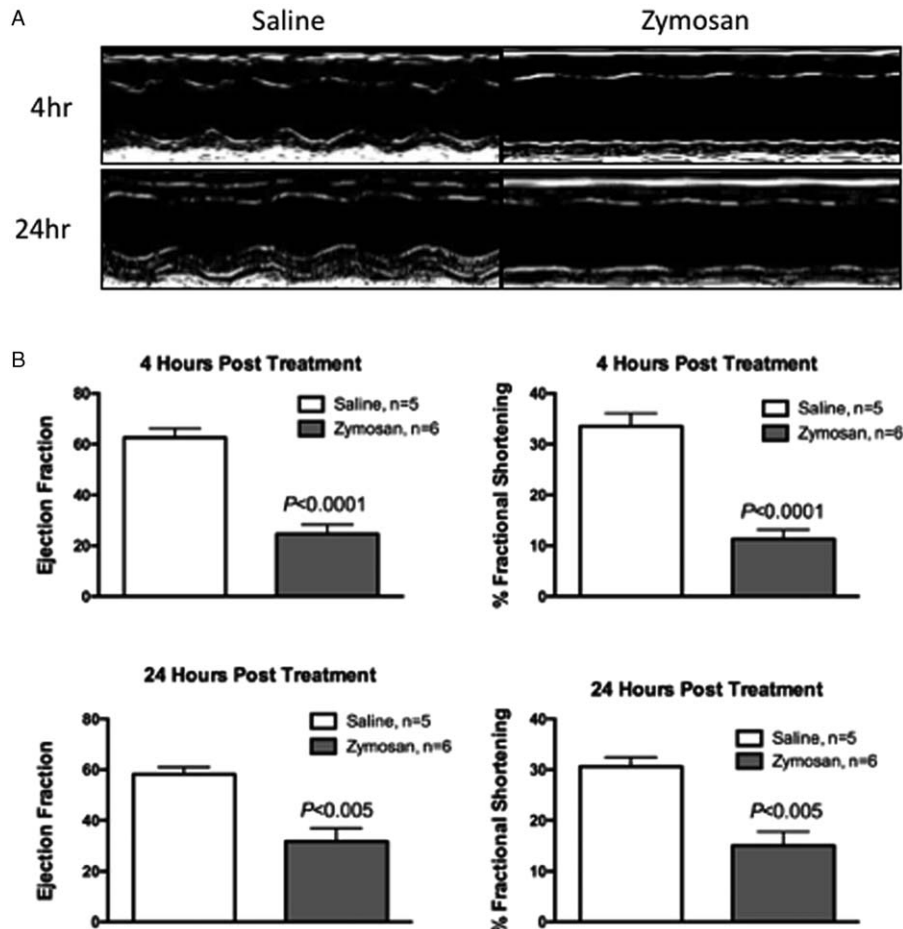 A
Saline
Zymosan
4hr
24hr
B
4 Hours Post Treatment
Ejection Fraction
80
60
40
20
0
Saline, n=5
Zymosan, n=6
P<0.0001
4 Hours Post Treatment
% Fractional Shortening
40
30
20
10
0
Saline, n=5
Zymosan, n=6
P<0.0001
24 Hours Post Treatment
Ejection Fraction
80
60
40
20
0
Saline, n=5
Zymosan, n=6
P<0.005
24 Hours Post Treatment
% Fractional Shortening
40
30
20
10
0
Saline, n=5
Zymosan, n=6
P<0.005